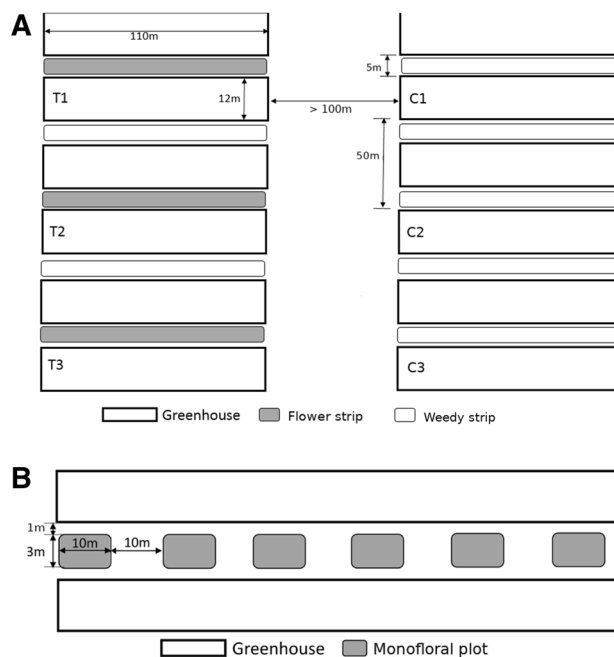 A
110m
5m
T1
12m
C1
> 100m
50m
T2
C2
T3
C3
Greenhouse
Flower strip
Weedy strip
B
1m
10m
10m
3m
Greenhouse
Monofloral plot